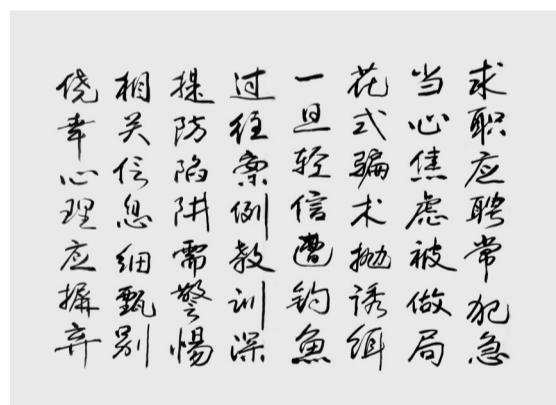 求职应聘常犯急
当心焦虑被做局
花式骗术抛诱饵
一旦轻信遭钓鱼
过往案例教训深
提防陷阱需警惕
相关信息细甄别
侥幸心理应摒弃